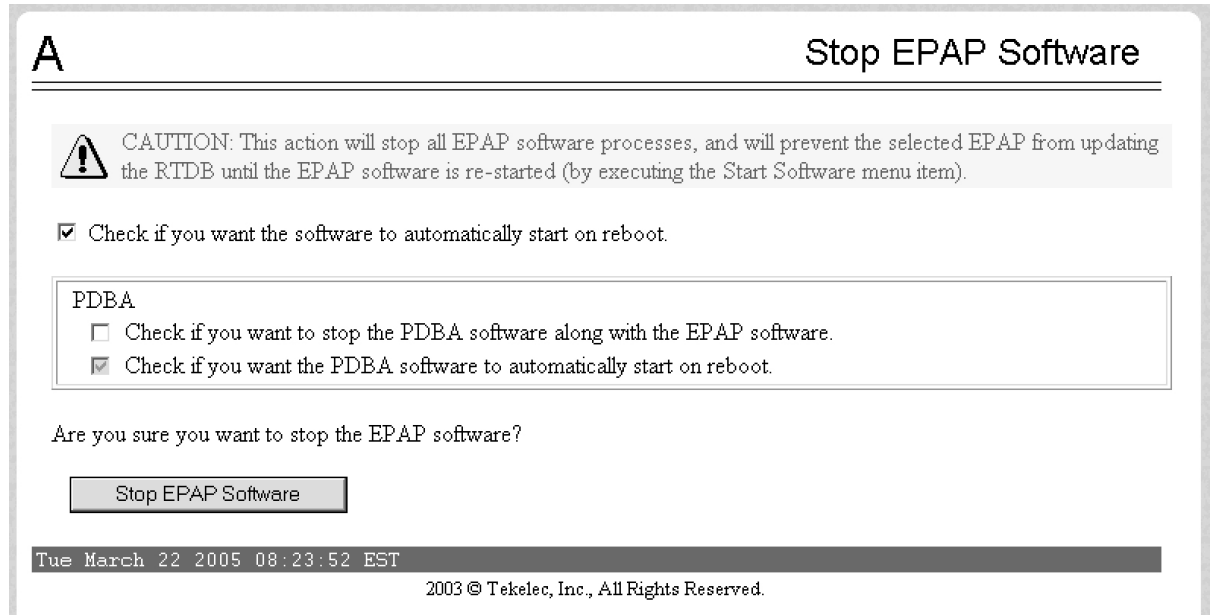 A
Stop EPAP Software
CAUTION: This action will stop all EPAP software processes, and will prevent the selected EPAP from updating
the RTDB until the EPAP software is re-started (by executing the Start Software menu item).
Check if you want the software to automatically start on reboot.
PDBA
Check if you want to stop the PDBA software along with the EPAP software.
Check if you want the PDBA software to automatically start on reboot.
Are you sure you want to stop the EPAP software?
Stop EPAP Software
Tue March 22 2005 08:23:52 EST
2003 © Tekelec, Inc., All Rights Reserved.